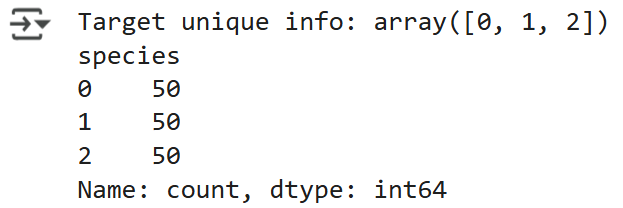 Target unique info: array([0, 1, 2])
species
0    50
1    50
2    50
Name: count, dtype: int64